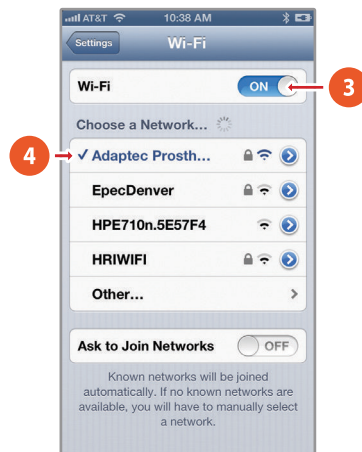 AT&T 10:38 AM
Settings Wi-Fi
Wi-Fi ON 3
Choose a Network...
4 Adaptec Prosth...
EpecDenver
HPE710n.5E57F4
HRIWIFI
Other...
Ask to Join Networks OFF
Known networks will be joined
automatically. If no known networks are
available, you will have to manually select
a network.